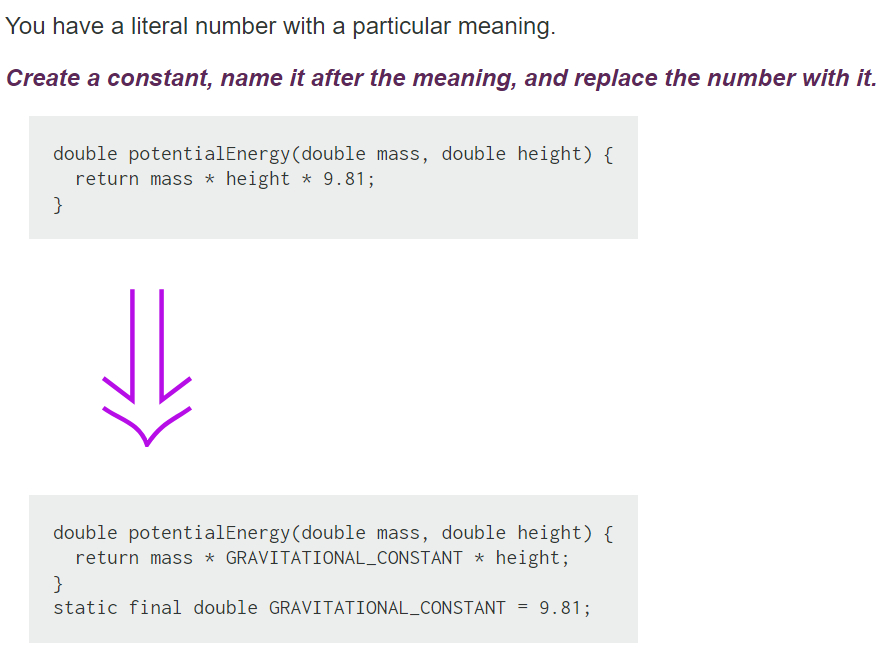 You have a literal number with a particular meaning.
Create a constant, name it after the meaning, and replace the number with it.
double potentialEnergy(double mass, double height) {
  return mass * height * 9.81;
}
double potentialEnergy(double mass, double height) {
  return mass * GRAVITATIONAL_CONSTANT * height;
}
static final double GRAVITATIONAL_CONSTANT = 9.81;